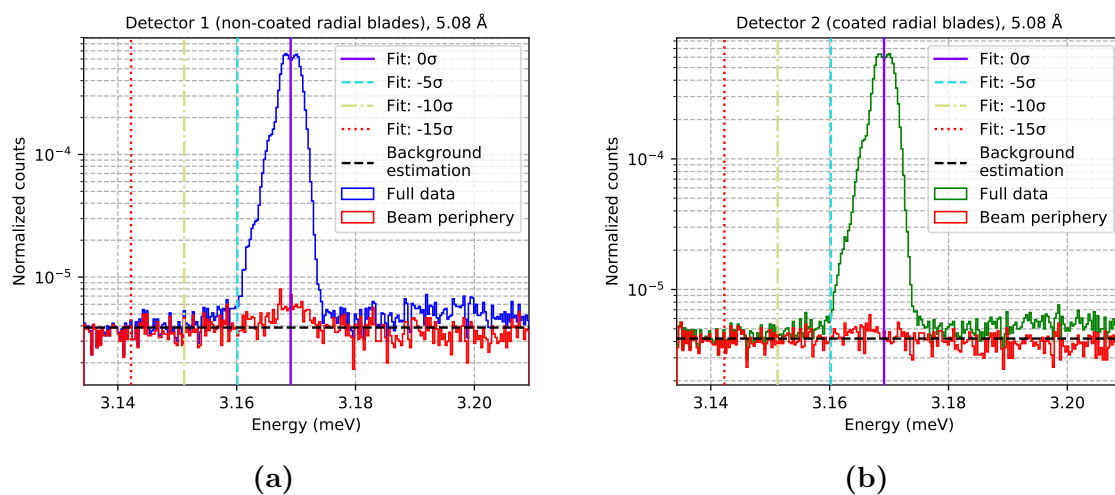 Detector 1 (non-coated radial blades), 5.08 Å
Normalized counts
10⁻⁴
10⁻⁵
Fit: 0σ
Fit: -5σ
Fit: -10σ
Fit: -15σ
Background
estimation
Full data
Beam periphery
3.14 3.16 3.18 3.20
Energy (meV)
(a)
Detector 2 (coated radial blades), 5.08 Å
Normalized counts
10⁻⁴
10⁻⁵
Fit: 0σ
Fit: -5σ
Fit: -10σ
Fit: -15σ
Background
estimation
Full data
Beam periphery
3.14 3.16 3.18 3.20
Energy (meV)
(b)